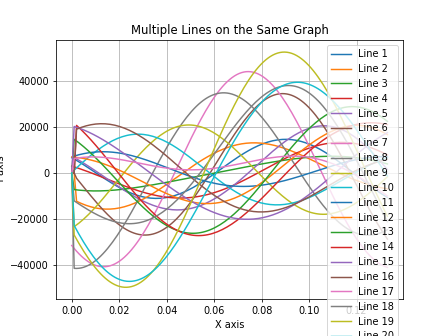 Multiple Lines on the Same Graph
40000
20000
0
−20000
−40000
axis
0.00
0.02
0.04
0.06
0.08
0.10
X axis
Line 1
Line 2
Line 3
Line 4
Line 5
Line 6
Line 7
Line 8
Line 9
Line 10
Line 11
Line 12
Line 13
Line 14
Line 15
Line 16
Line 17
Line 18
Line 19
Line 20